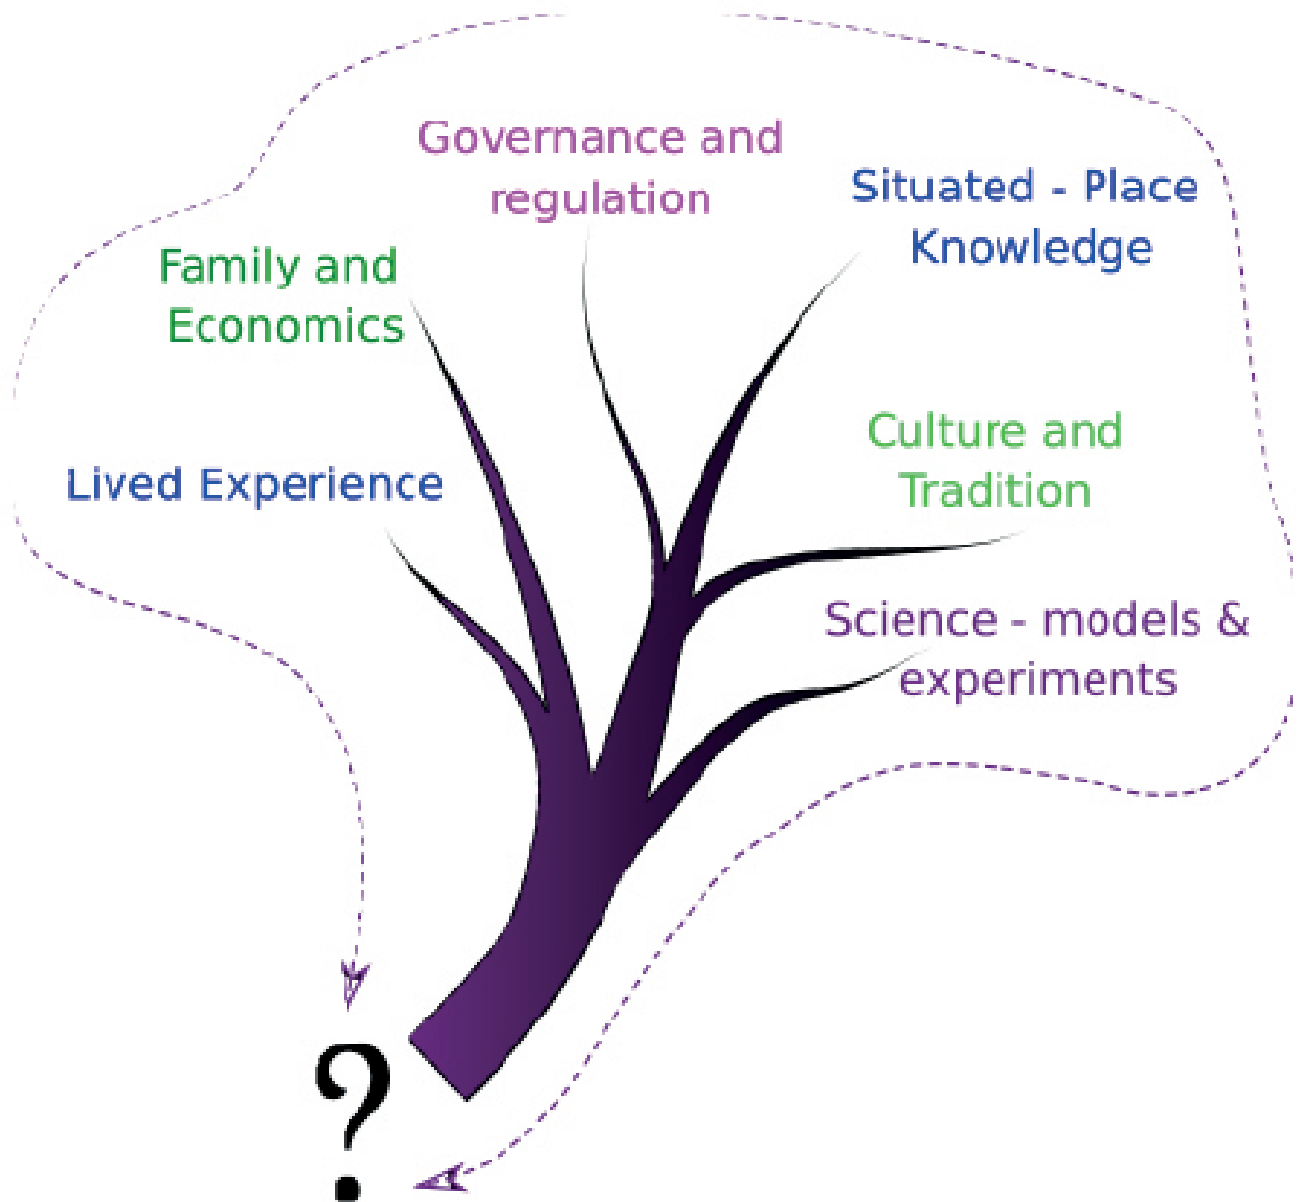 Governance and
regulation
Situated - Place
Knowledge
Family and
Economics
Culture and
Tradition
Lived Experience
Science - models &
experiments
?